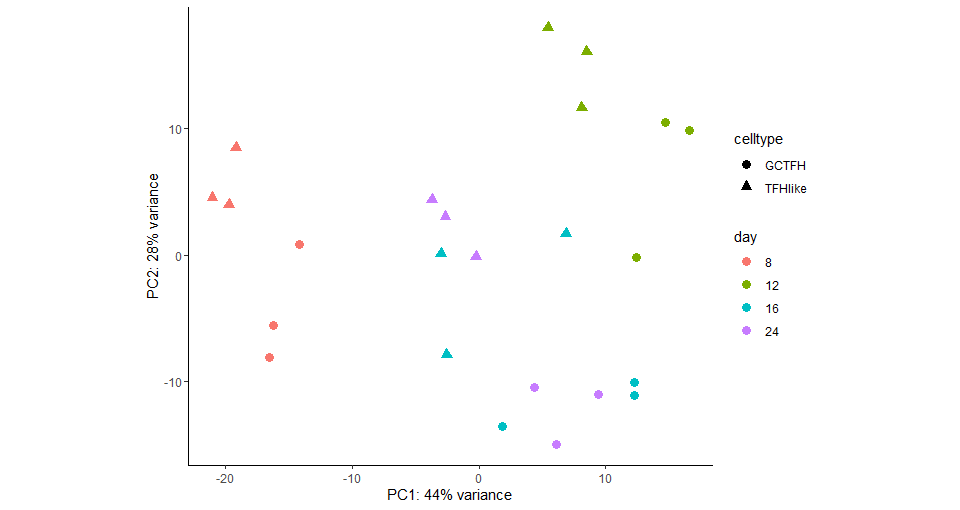 10
0
-10
PC2: 28% variance
-20
-10
0
10
PC1: 44% variance
celltype
GCTFH
TFHlike
day
8
12
16
24